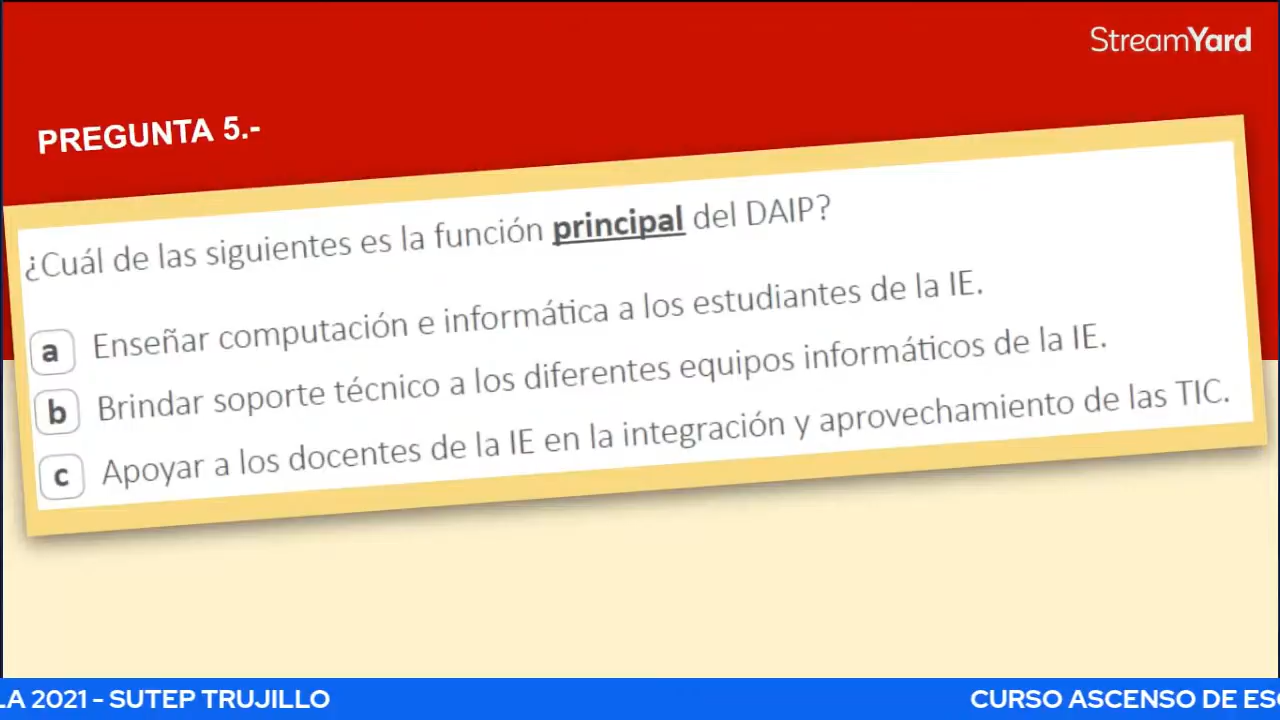 StreamYard
PREGUNTA 5.-
¿Cuál de las siguientes es la función principal del DAIP?
a Enseñar computación e informática a los estudiantes de la IE.
b Brindar soporte técnico a los diferentes equipos informáticos de la IE.
c Apoyar a los docentes de la IE en la integración y aprovechamiento de las TIC.
LA 2021 - SUTEP TRUJILLO
CURSO ASCENSO DE ESC